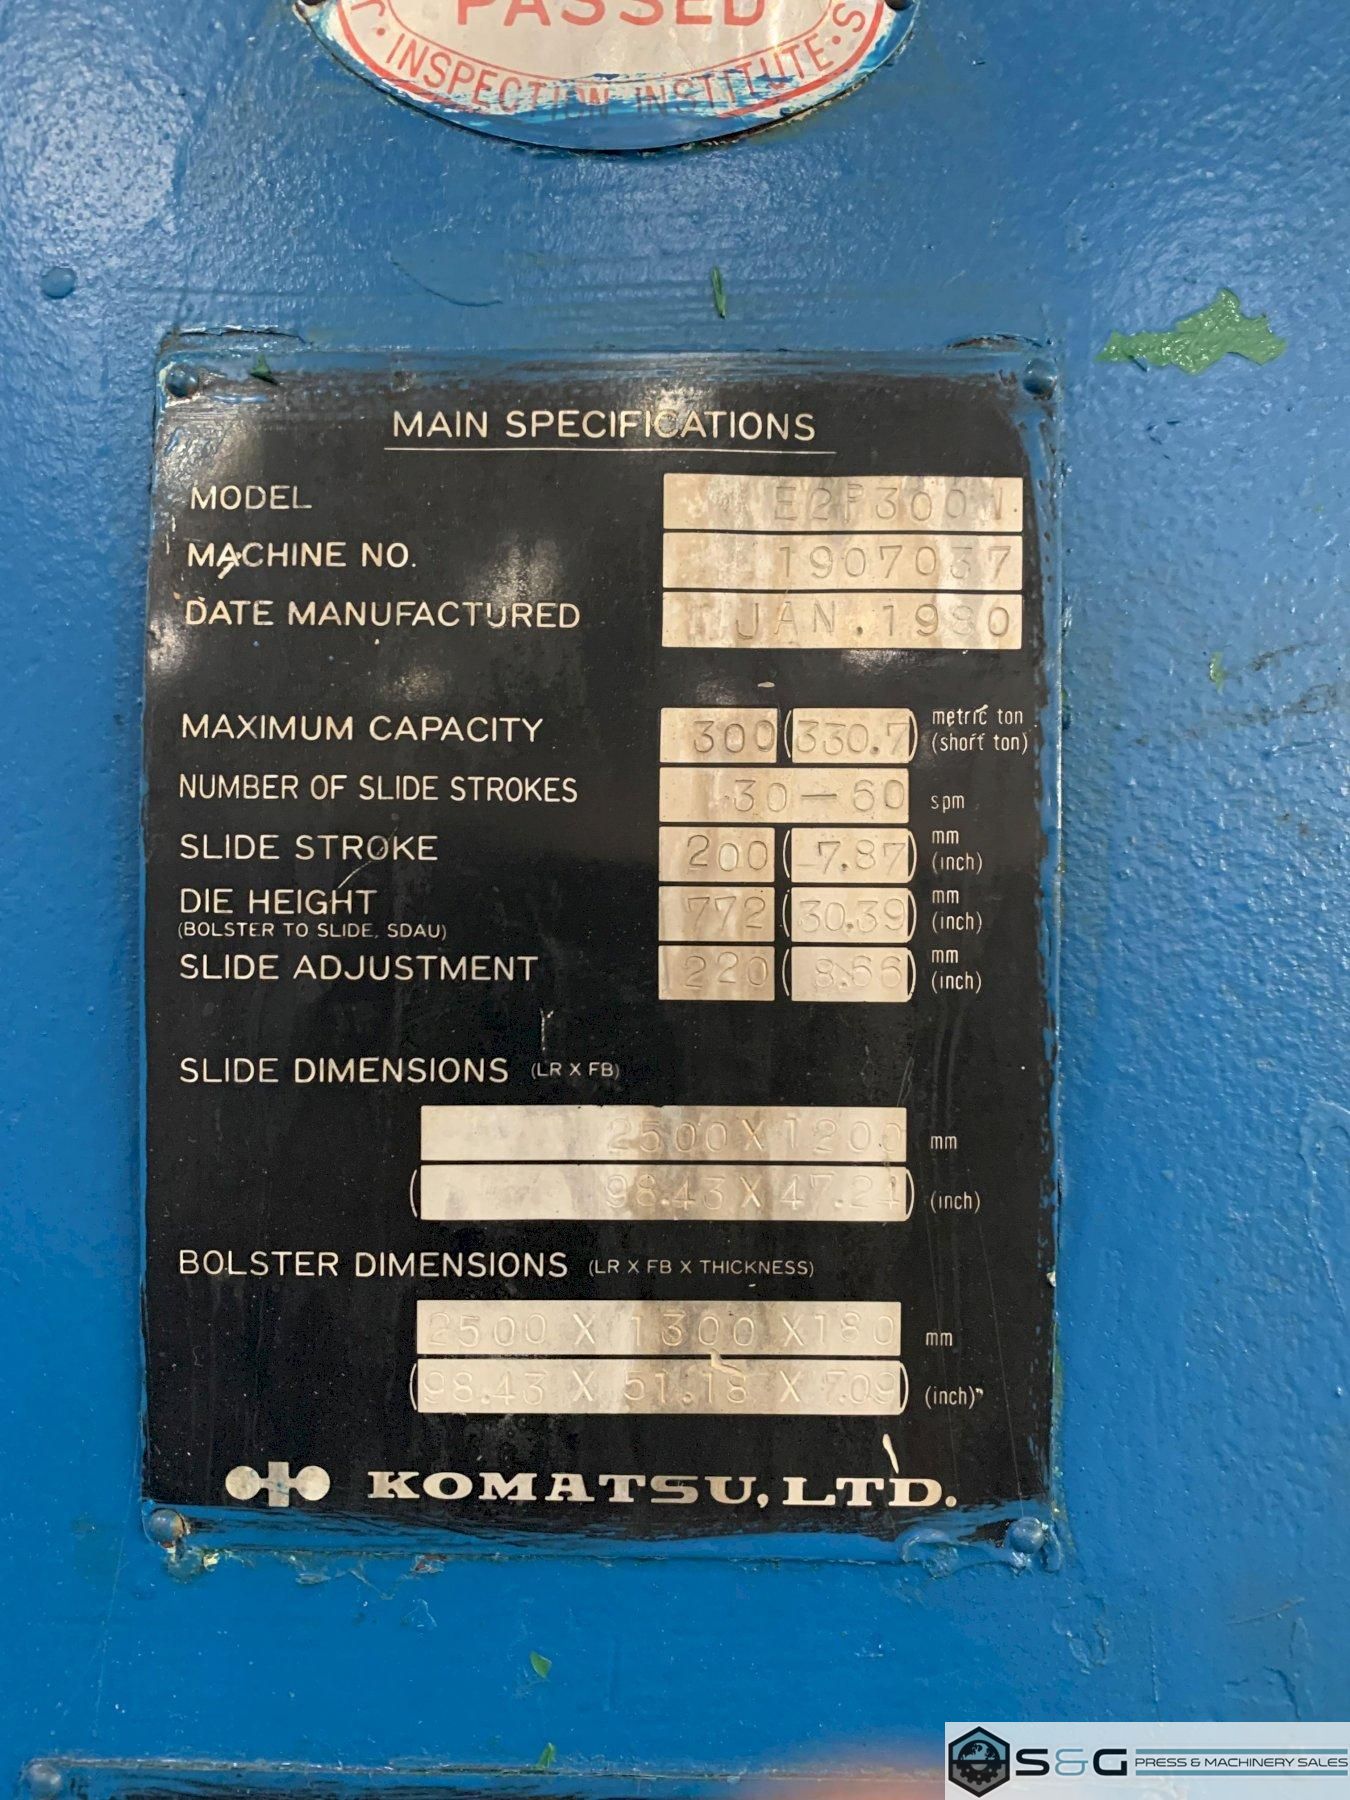 PASSED
· INSPECTION INSTITUTE · S
MAIN SPECIFICATIONS
MODEL
MACHINE NO. 1907037
DATE MANUFACTURED JAN. 1980
MAXIMUM CAPACITY 300 (330.7) metric ton (short ton)
NUMBER OF SLIDE STROKES 30-60 spm
SLIDE STROKE 200 (7.87) mm (inch)
DIE HEIGHT 772 (30.39) mm (inch)
(BOLSTER TO SLIDE, SDAU)
SLIDE ADJUSTMENT 220 (8.66) mm (inch)
SLIDE DIMENSIONS (LR X FB)
2500 X 1200 mm
(98.43 X 47.24) (inch)
BOLSTER DIMENSIONS (LR X FB X THICKNESS)
2500 X 1300 X 180 mm
(98.43 X 51.18 X 7.09) (inch)
KOMATSU, LTD.
S&G PRESS & MACHINERY SALES